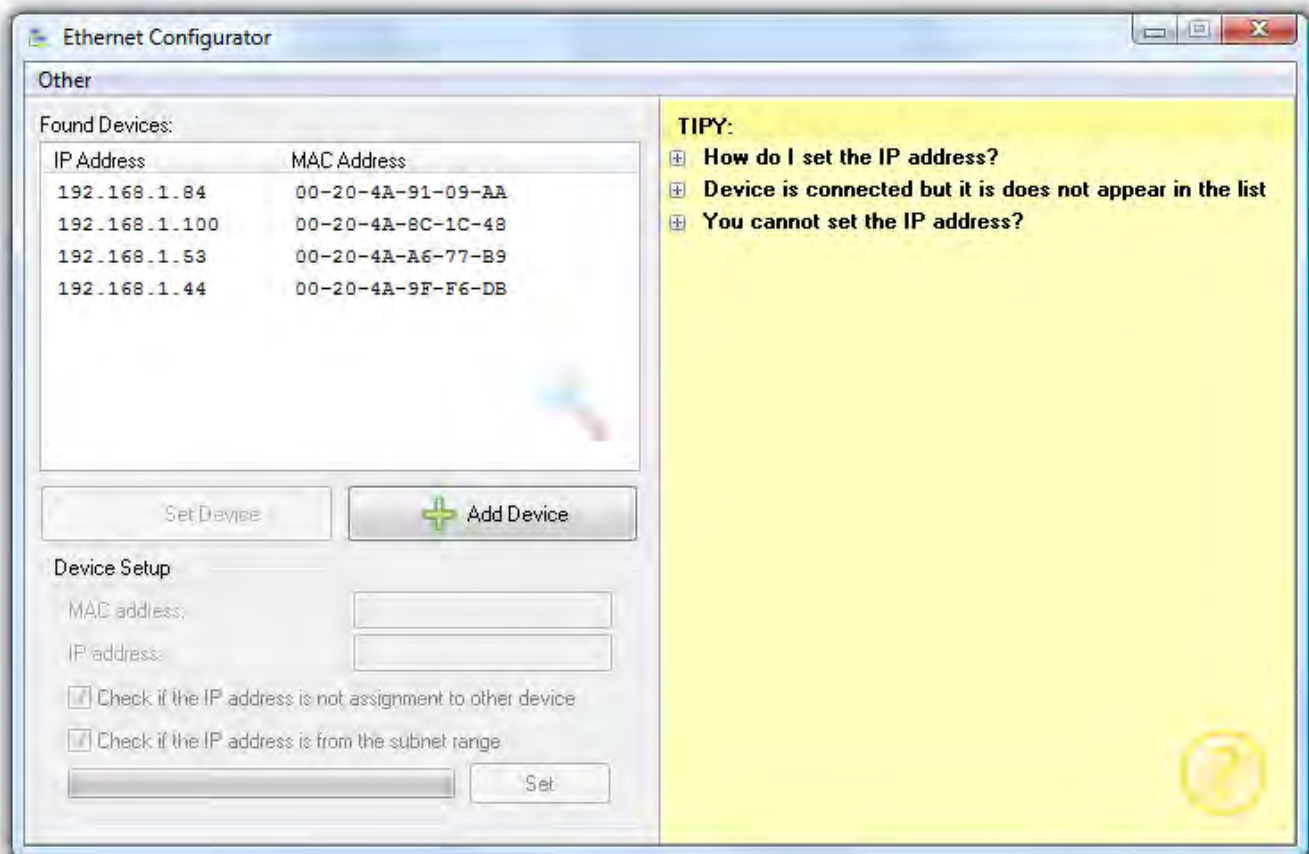 Ethernet Configurator
Other
Found Devices:
IP Address MAC Address
192.168.1.84 00-20-4A-91-09-AA
192.168.1.100 00-20-4A-8C-1C-48
192.168.1.53 00-20-4A-A6-77-B9
192.168.1.44 00-20-4A-9F-F6-DB
Set Device Add Device
Device Setup
MAC address:
IP address:
Check if the IP address is not assignment to other device
Check if the IP address is from the subnet range
Set
TIPY:
How do I set the IP address?
Device is connected but it is does not appear in the list
You cannot set the IP address?